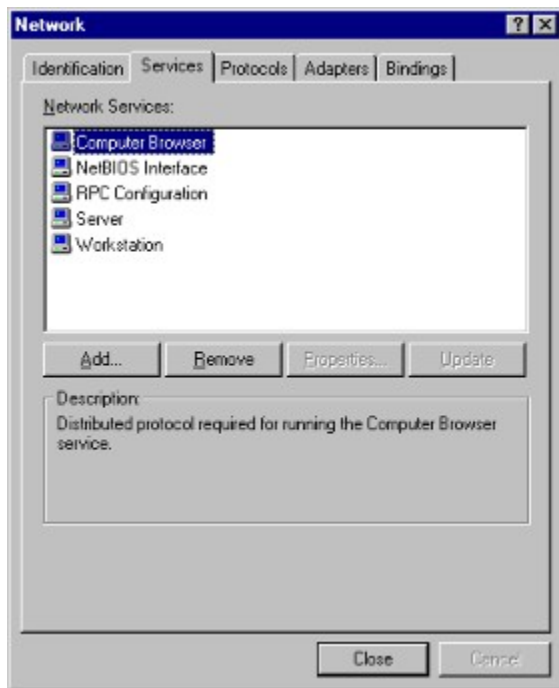 Network
Identification Services Protocols Adapters Bindings
Network Services:
Computer Browser
NetBIOS Interface
RPC Configuration
Server
Workstation
Add... Remove Properties... Update
Description:
Distributed protocol required for running the Computer Browser
service.
Close Cancel